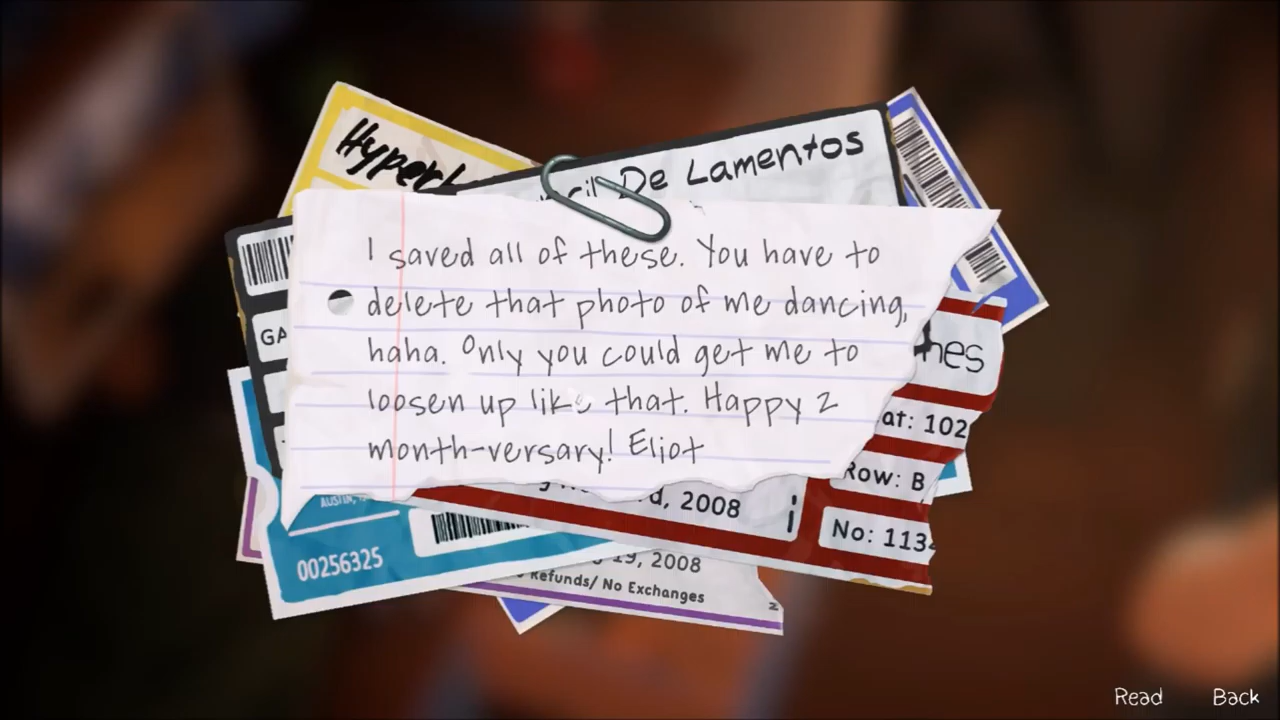 De Lamentos
I saved all of these. You have to
delete that photo of me dancing,
haha. Only you could get me to
loosen up like that. Happy 2
month-versary! Eliot
at: 102
Row: B
2008
No: 113
00256325
19, 2008
Refunds/ No Exchanges
Read
Back